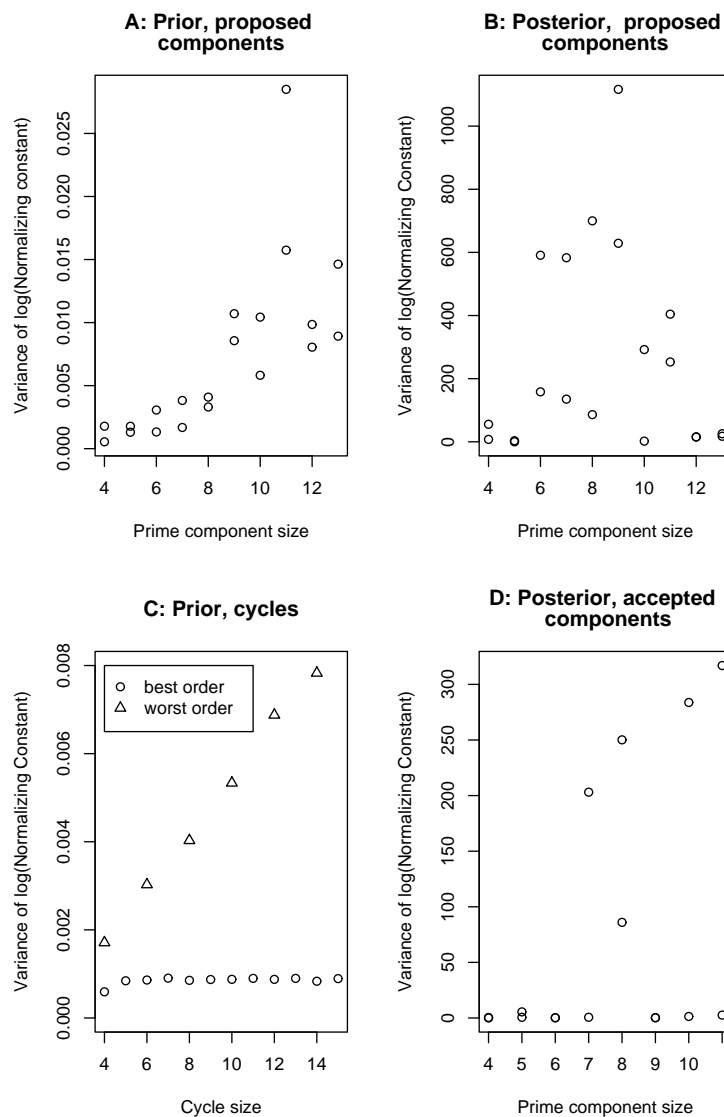 A: Prior, proposed
components
Variance of log(Normalizing constant)
0.000 0.005 0.010 0.015 0.020 0.025
4 6 8 10 12
Prime component size
B: Posterior, proposed
components
Variance of log(Normalizing Constant)
0 200 400 600 800 1000
4 6 8 10 12
Prime component size
C: Prior, cycles
best order
worst order
Variance of log(Normalizing Constant)
0.000 0.002 0.004 0.006 0.008
4 6 8 10 12 14
Cycle size
D: Posterior, accepted
components
Variance of log(Normalizing Constant)
0 50 100 150 200 250 300
4 5 6 7 8 9 10
Prime component size